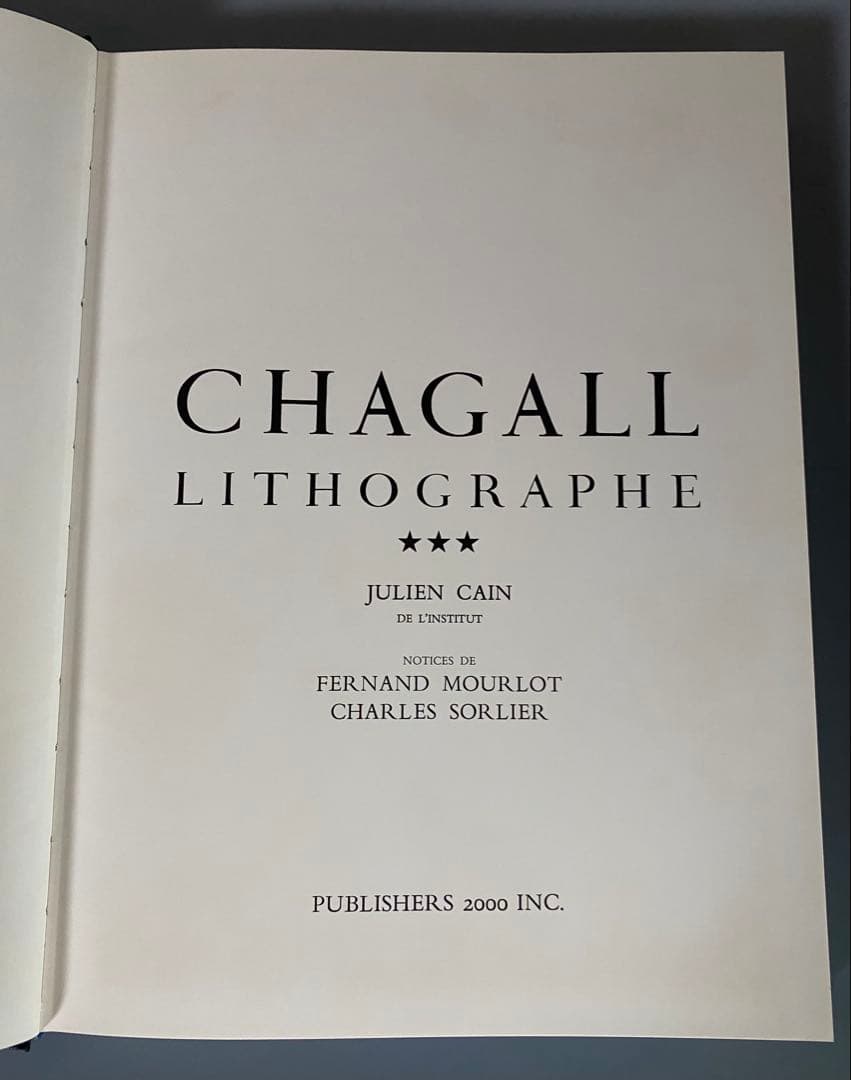 CHAGALL
LITHOGRAPHE
★★★
JULIEN CAIN
DE L'INSTITUT
NOTICES DE
FERNAND MOURLOT
CHARLES SORLIER
PUBLISHERS 2000 INC.